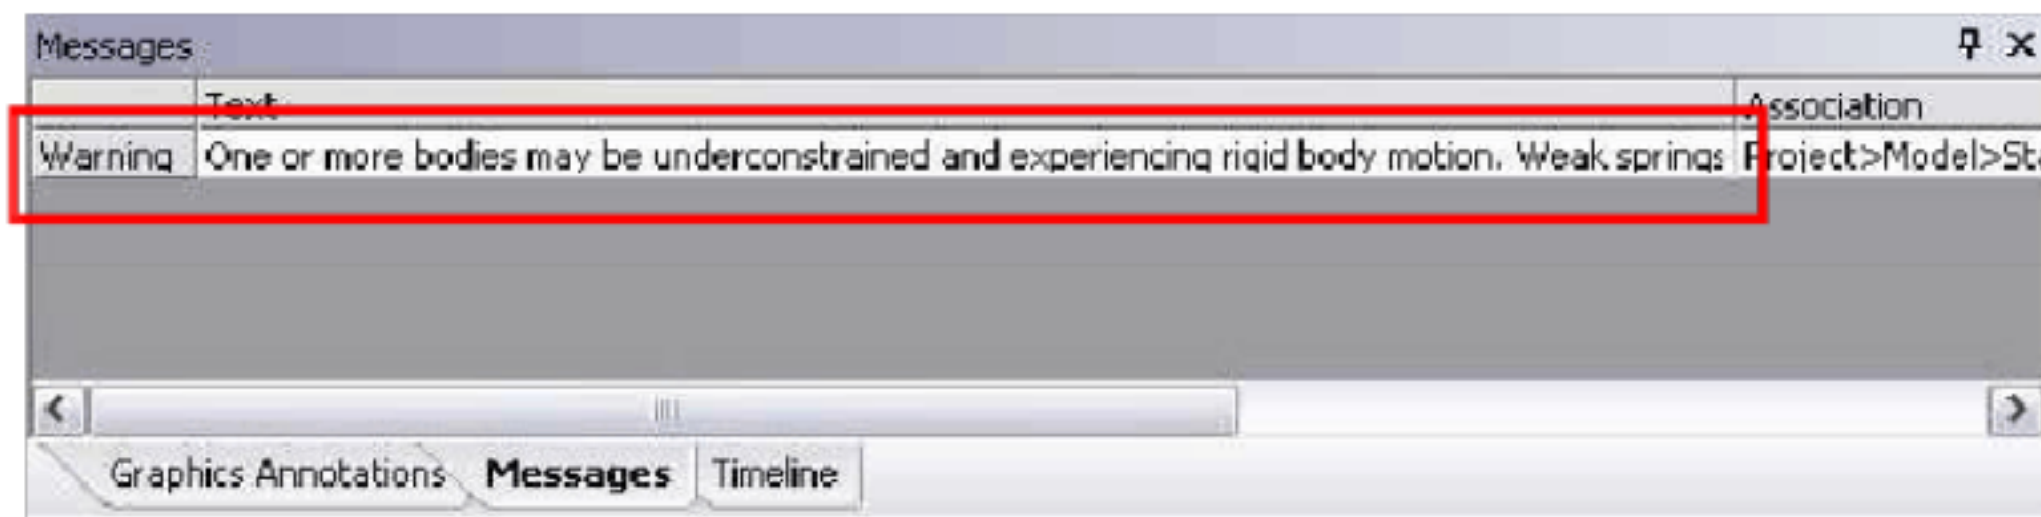 Messages
Text Association
Warning One or more bodies may be underconstrained and experiencing rigid body motion. Weak springs Project>Model>Sta
Graphics Annotations Messages Timeline